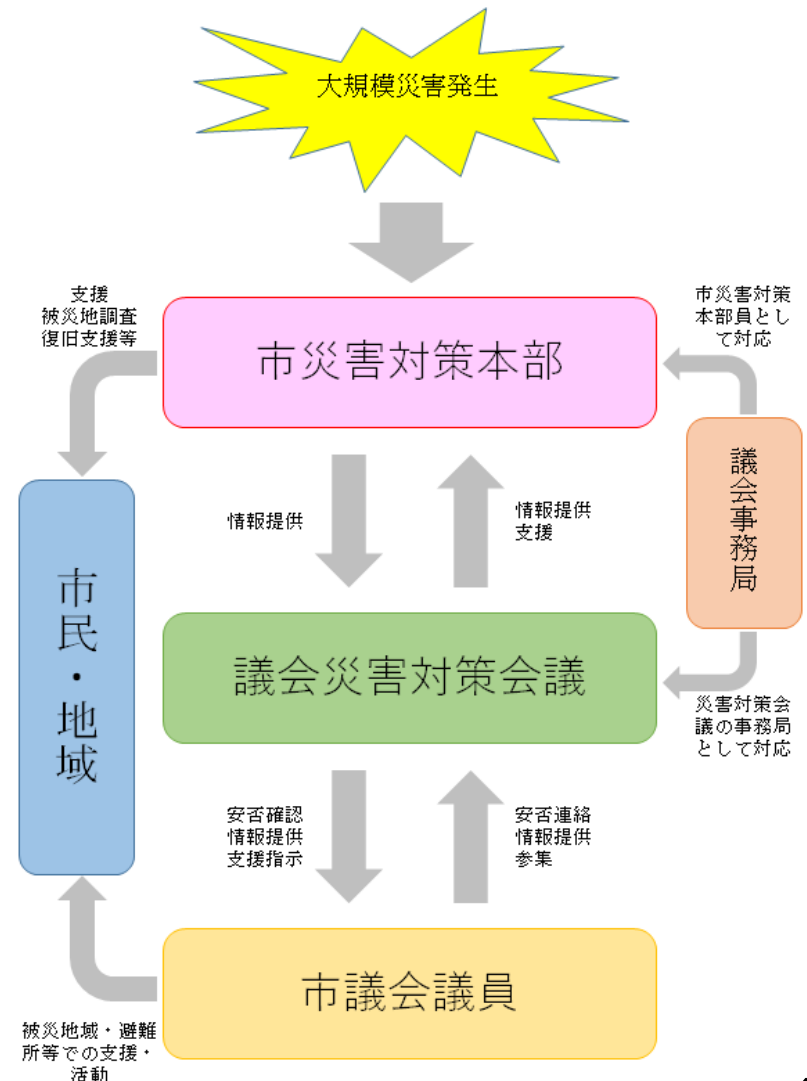 大規模災害発生
支援
被災地調査
復旧支援等
市災害対策
本部員とし
て対応
市災害対策本部
議会事務局
情報提供
情報提供
支援
市民・地域
議会災害対策会議
災害対策会
議の事務局
として対応
安否確認
情報提供
支援指示
安否連絡
情報提供
参集
市議会議員
被災地域・避難
所等での支援・
活動